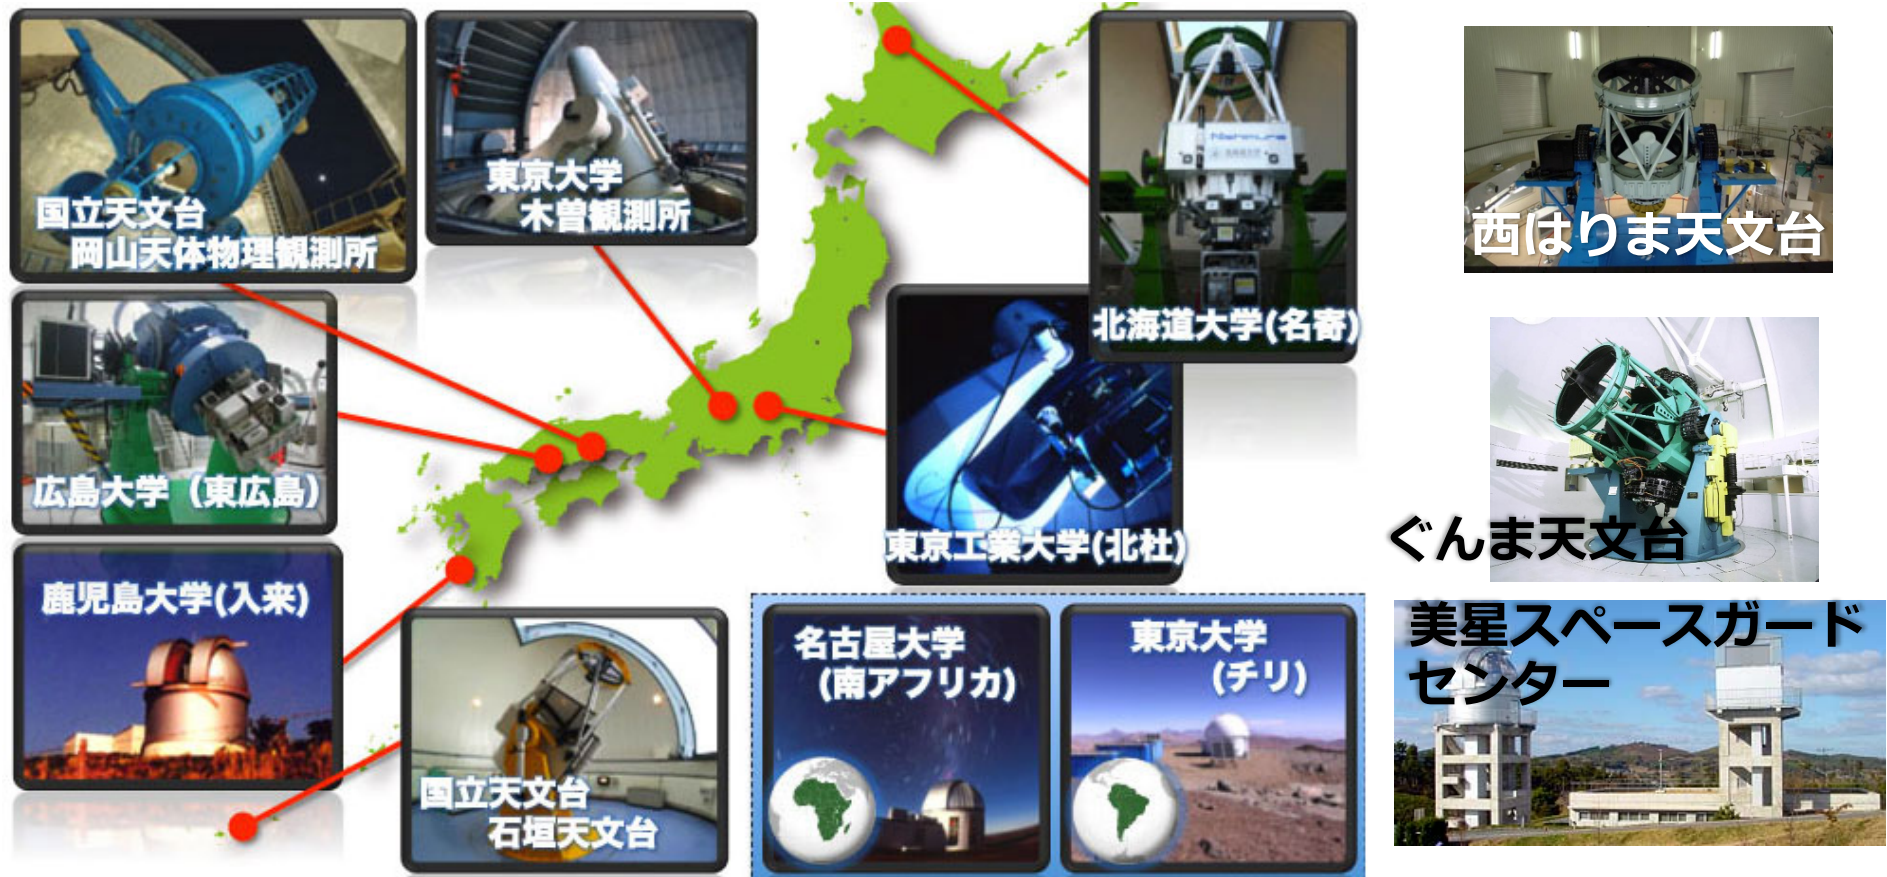 国立天文台
岡山天体物理観測所
東京大学
木曽観測所
北海道大学(名寄)
西はりま天文台
広島大学（東広島）
東京工業大学(北杜)
ぐんま天文台
鹿児島大学(入来)
国立天文台
石垣天文台
名古屋大学
(南アフリカ)
東京大学
(チリ)
美星スペースガード
センター